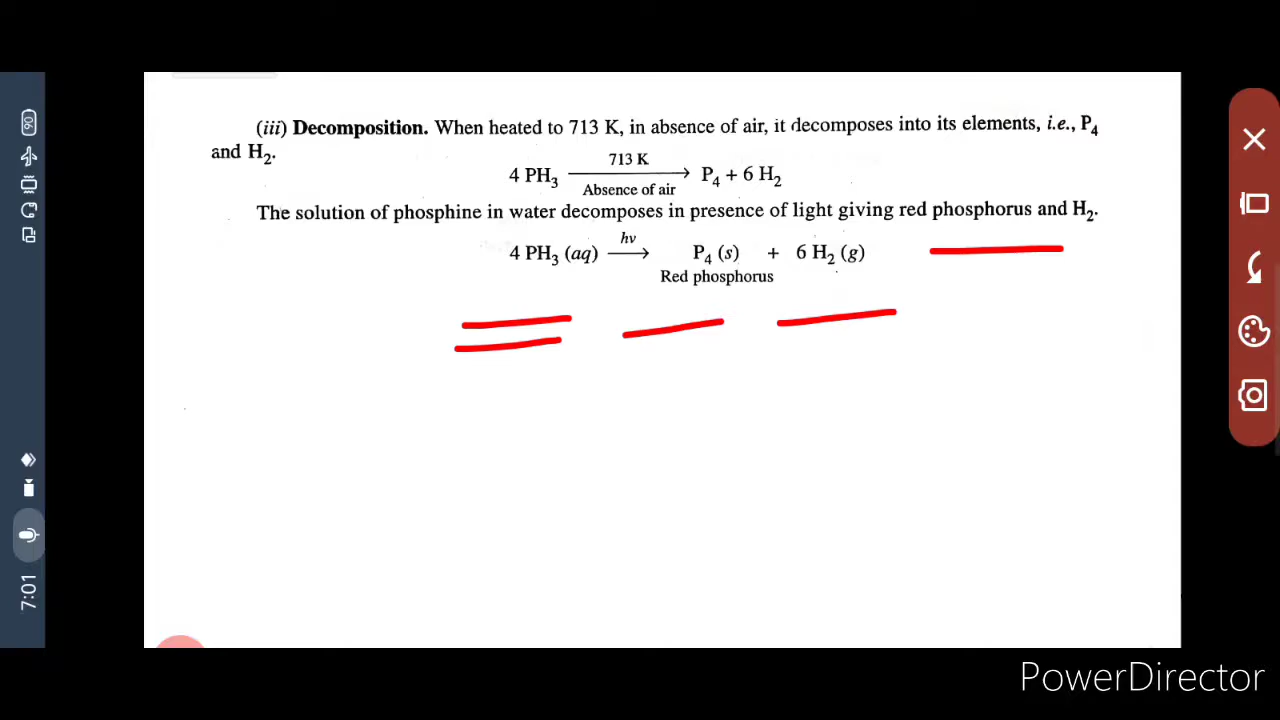 (iii) Decomposition. When heated to 713 K, in absence of air, it decomposes into its elements, i.e., P₄
and H₂.
4 PH₃ —713 K / Absence of air→ P₄ + 6 H₂
The solution of phosphine in water decomposes in presence of light giving red phosphorus and H₂.
4 PH₃ (aq) —hν→ P₄ (s) + 6 H₂ (g)
Red phosphorus
90
7:01
PowerDirector